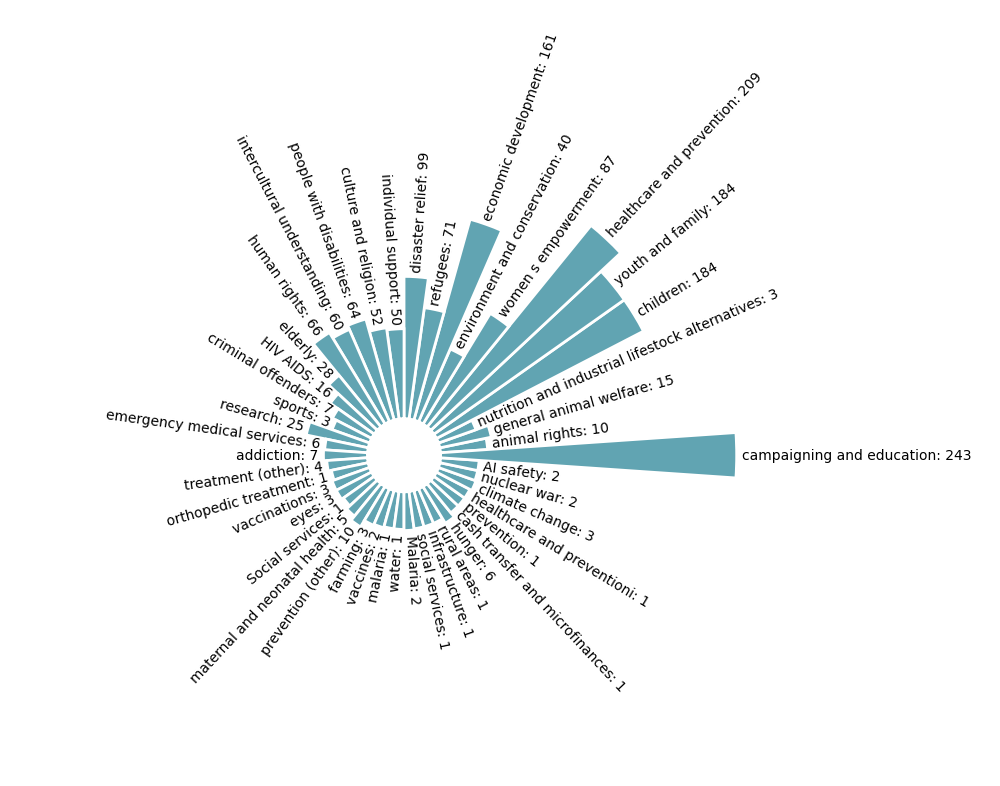 campaigning and education: 243
animal rights: 10
general animal welfare: 15
nutrition and industrial livestock alternatives: 3
children: 184
youth and family: 184
healthcare and prevention: 209
women s empowerment: 87
environment and conservation: 40
economic development: 161
refugees: 71
disaster relief: 99
individual support: 50
culture and religion: 52
people with disabilities: 64
intercultural understanding: 60
human rights: 66
elderly: 28
HIV AIDS: 16
criminal offenders: 7
sports: 3
research: 25
emergency medical services: 6
addiction: 7
treatment (other): 4
orthopedic treatment:
vaccinations:
eyes:
Social services:
maternal and neonatal health: 5
prevention (other): 10
farming: 3
vaccines: 2
malaria: 1
water: 1
Malaria: 2
social services: 1
infrastructure: 1
rural areas: 1
hunger: 6
cash transfer and microfinances: 1
prevention: 1
healthcare and preventioni: 1
climate change: 3
nuclear war: 2
AI safety: 2